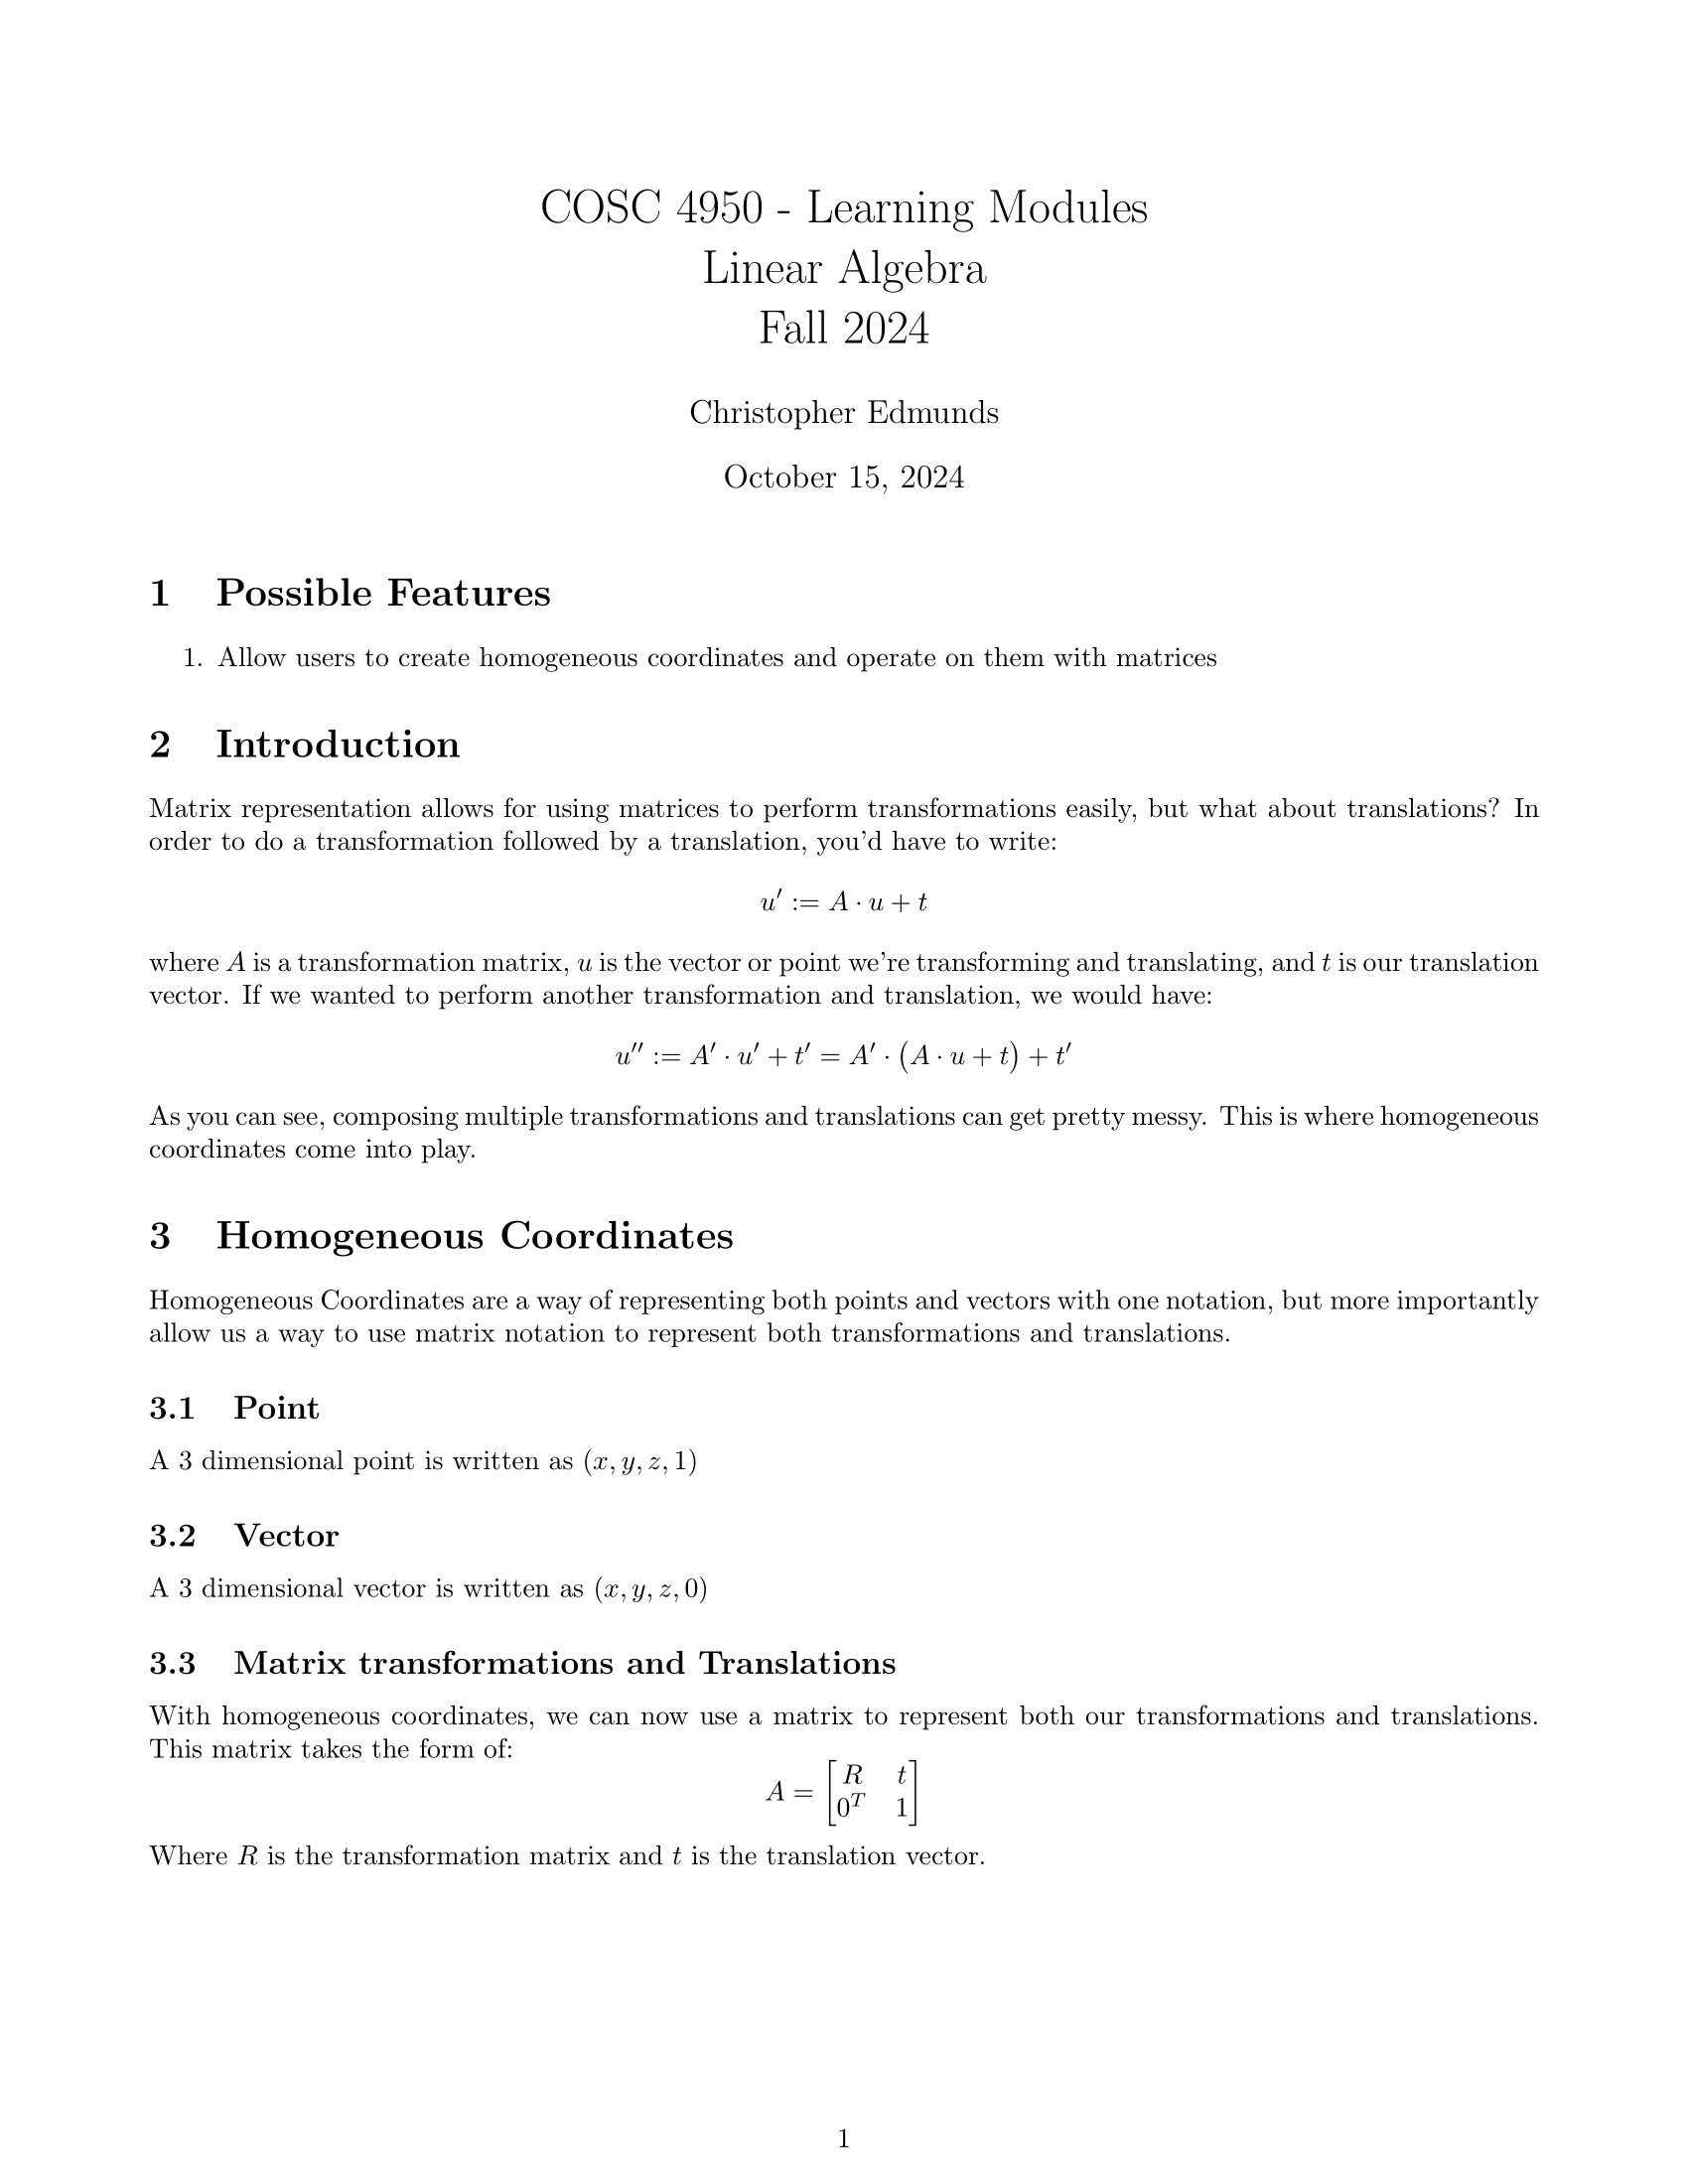 COSC 4950 - Learning Modules
Linear Algebra
Fall 2024
Christopher Edmunds
October 15, 2024
1 Possible Features
1. Allow users to create homogeneous coordinates and operate on them with matrices
2 Introduction
Matrix representation allows for using matrices to perform transformations easily, but what about translations? In
order to do a transformation followed by a translation, you'd have to write:
u′ := A · u + t
where A is a transformation matrix, u is the vector or point we're transforming and translating, and t is our translation
vector. If we wanted to perform another transformation and translation, we would have:
u′′ := A′ · u′ + t′ = A′ · (A · u + t) + t′
As you can see, composing multiple transformations and translations can get pretty messy. This is where homogeneous
coordinates come into play.
3 Homogeneous Coordinates
Homogeneous Coordinates are a way of representing both points and vectors with one notation, but more importantly
allow us a way to use matrix notation to represent both transformations and translations.
3.1 Point
A 3 dimensional point is written as (x, y, z, 1)
3.2 Vector
A 3 dimensional vector is written as (x, y, z, 0)
3.3 Matrix transformations and Translations
With homogeneous coordinates, we can now use a matrix to represent both our transformations and translations.
This matrix takes the form of:
A = [R t
0^T 1]
Where R is the transformation matrix and t is the translation vector.
1